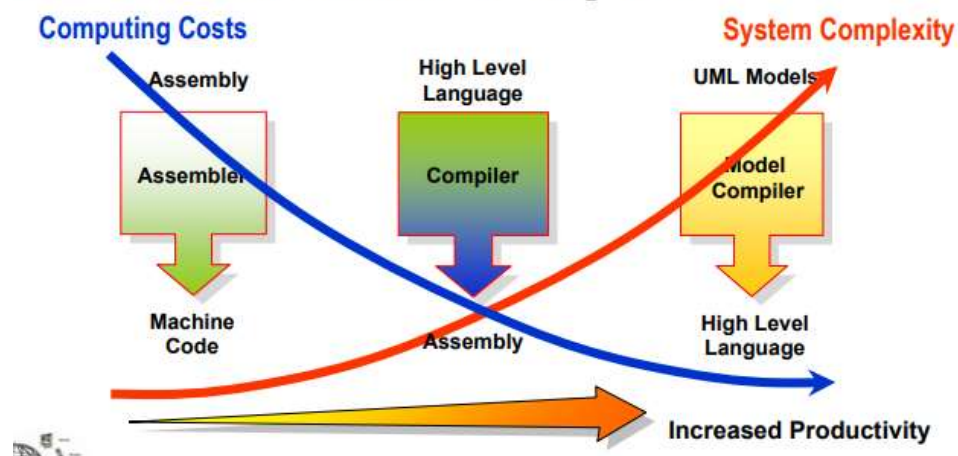 Computing Costs
System Complexity
Assembly
Assembler
Machine
Code
High Level
Language
Compiler
Assembly
UML Models
Model
Compiler
High Level
Language
Increased Productivity